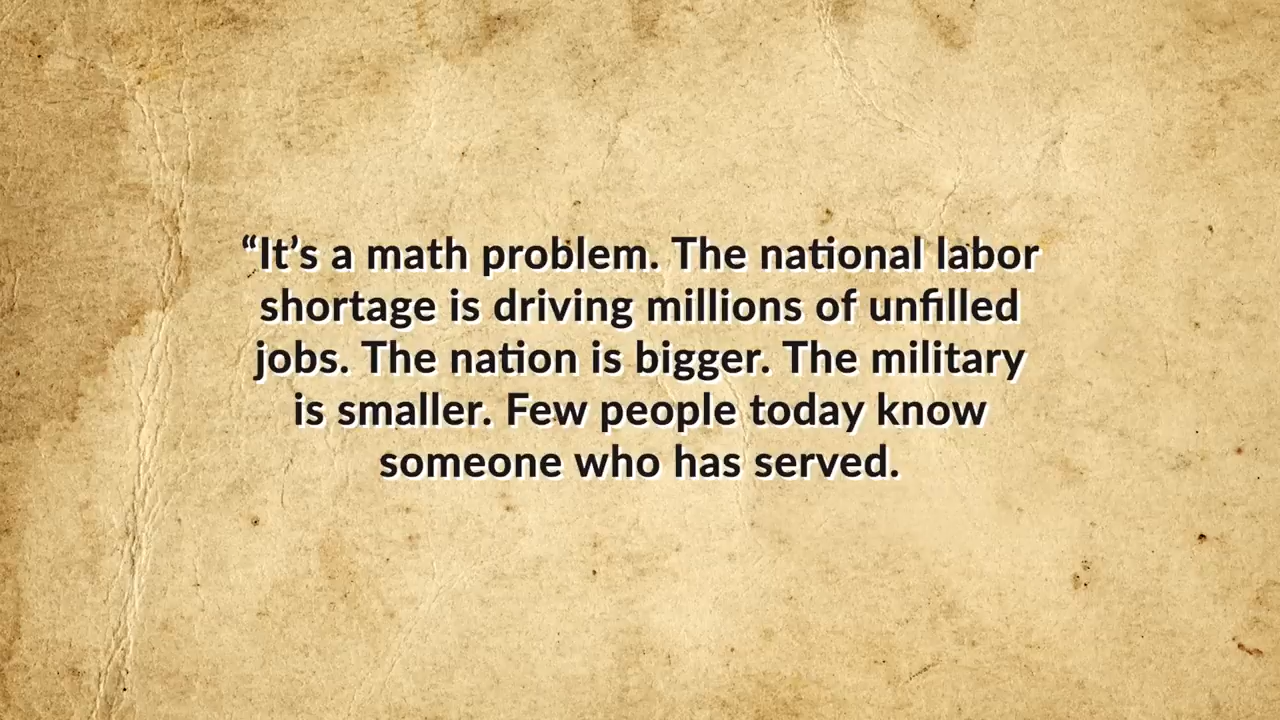 “It’s a math problem. The national labor
shortage is driving millions of unfilled
jobs. The nation is bigger. The military
is smaller. Few people today know
someone who has served.